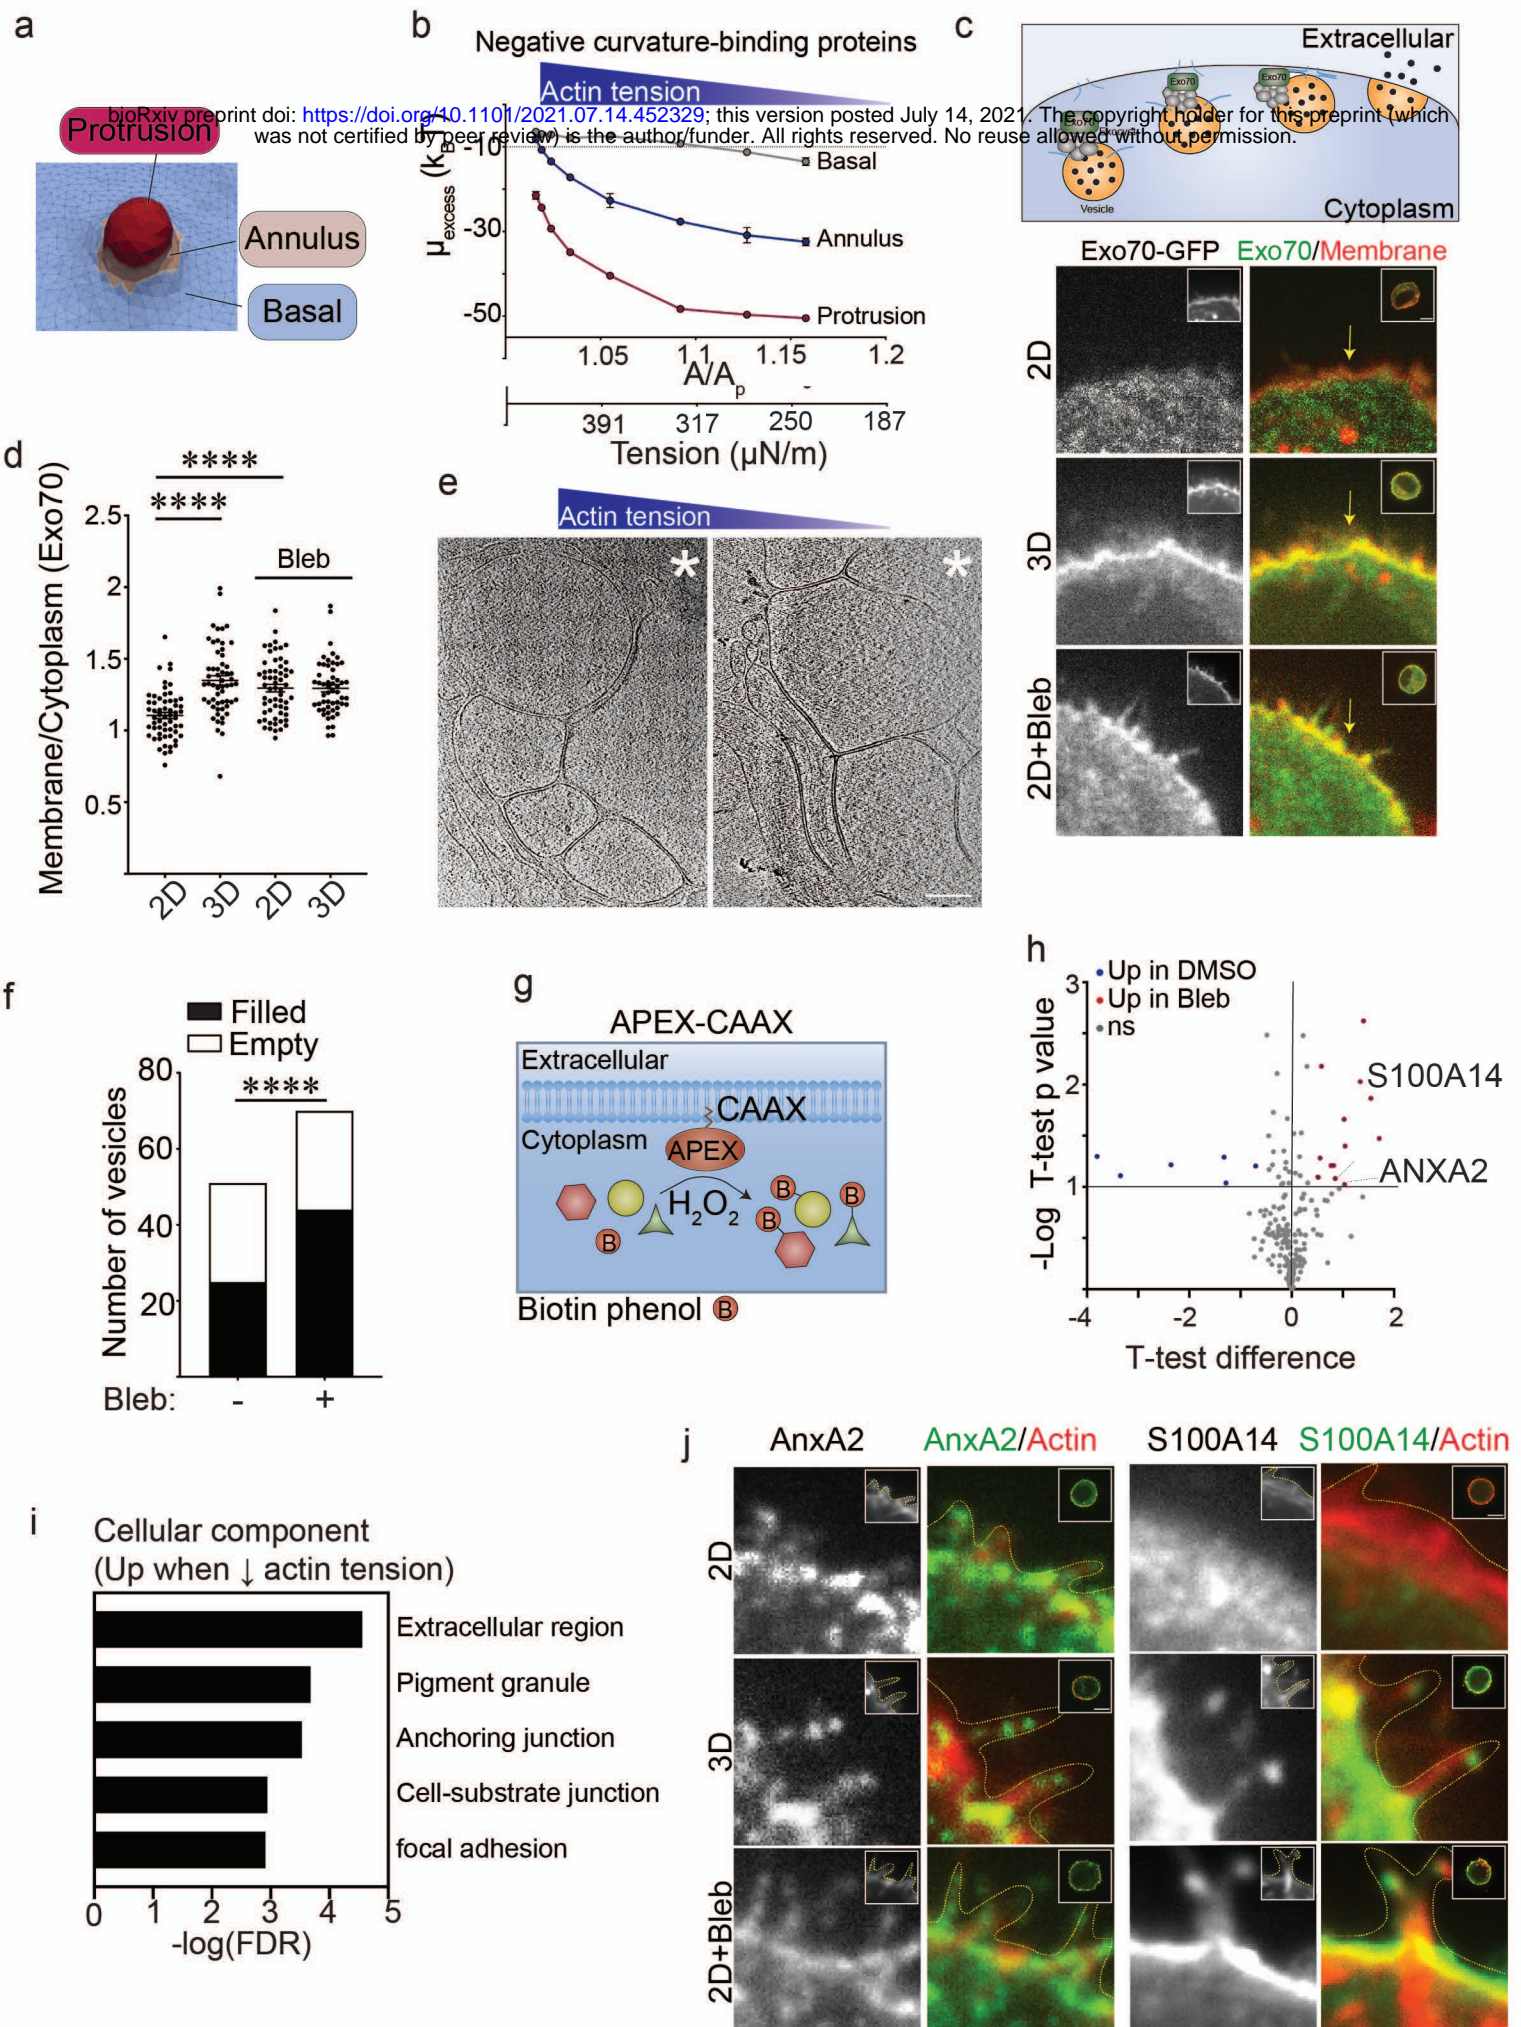 a
Protrusion
Annulus
Basal
b
Negative curvature-binding proteins
Actin tension
bioRxiv preprint doi: https://doi.org/10.1101/2021.07.14.452329; this version posted July 14, 2021. The copyright holder for this preprint (which
was not certified by peer review) is the author/funder. All rights reserved. No reuse allowed without permission.
μexcess (kBT)
-10
-30
-50
Basal
Annulus
Protrusion
1.05
1.1
1.15
1.2
A/Ap
391
317
250
187
Tension (μN/m)
c
Extracellular
Exo70
Exo70
Exo70
Vesicle
Cytoplasm
Exo70-GFP
Exo70/Membrane
2D
3D
2D+Bleb
d
Membrane/Cytoplasm (Exo70)
****
****
Bleb
2.5
2
1.5
1
0.5
2D
3D
2D
3D
e
Actin tension
*
*
f
Filled
Empty
Number of vesicles
80
60
40
20
****
Bleb:
-
+
g
APEX-CAAX
Extracellular
CAAX
Cytoplasm
APEX
H2O2
B
B
B
B
Biotin phenol B
h
Up in DMSO
Up in Bleb
ns
-Log T-test p value
3
2
1
S100A14
ANXA2
-4
-2
0
2
T-test difference
i
Cellular component
(Up when ↓ actin tension)
Extracellular region
Pigment granule
Anchoring junction
Cell-substrate junction
focal adhesion
0
1
2
3
4
5
-log(FDR)
j
AnxA2
AnxA2/Actin
S100A14
S100A14/Actin
2D
3D
2D+Bleb